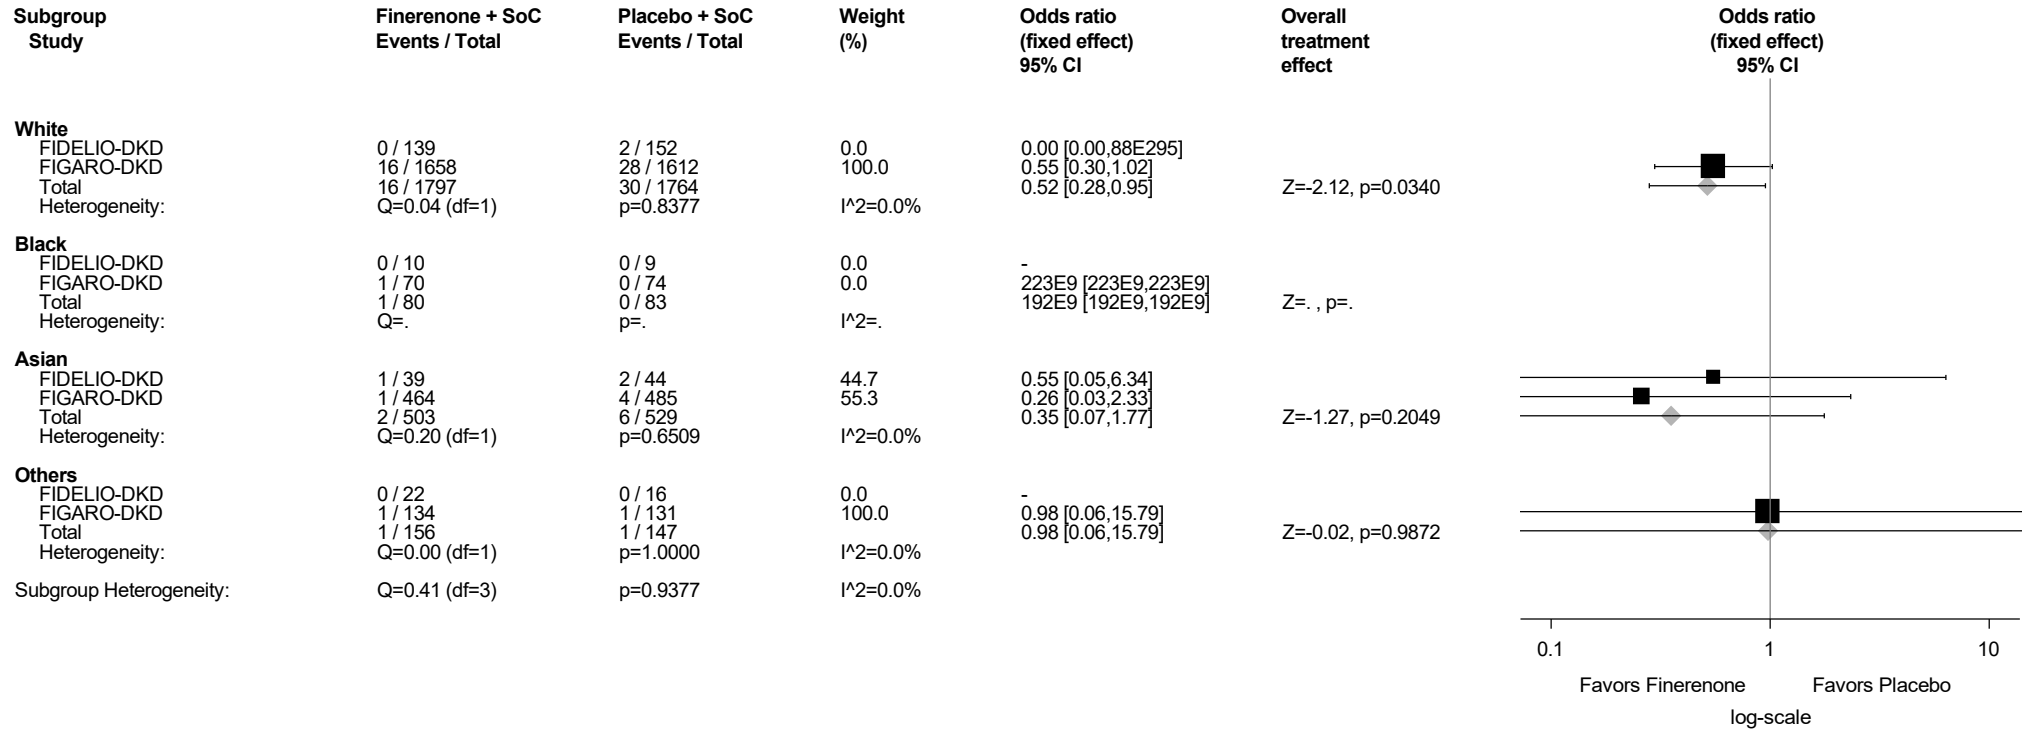 Subgroup Finerenone + SoC Placebo + SoC Weight Odds ratio Overall Odds ratio
Study Events / Total Events / Total (%) (fixed effect) treatment (fixed effect)
95% CI effect 95% CI
White
FIDELIO-DKD 0 / 139 2 / 152 0.0 0.00 [0.00,88E295]
FIGARO-DKD 16 / 1658 28 / 1612 100.0 0.55 [0.30,1.02]
Total 16 / 1797 30 / 1764 0.52 [0.28,0.95] Z=-2.12, p=0.0340
Heterogeneity: Q=0.04 (df=1) p=0.8377 I^2=0.0%
Black
FIDELIO-DKD 0 / 10 0 / 9 0.0 -
FIGARO-DKD 1 / 70 0 / 74 0.0 223E9 [223E9,223E9]
Total 1 / 80 0 / 83 192E9 [192E9,192E9] Z=. , p=.
Heterogeneity: Q=. p=. I^2=.
Asian
FIDELIO-DKD 1 / 39 2 / 44 44.7 0.55 [0.05,6.34]
FIGARO-DKD 1 / 464 4 / 485 55.3 0.26 [0.03,2.33]
Total 2 / 503 6 / 529 0.35 [0.07,1.77] Z=-1.27, p=0.2049
Heterogeneity: Q=0.20 (df=1) p=0.6509 I^2=0.0%
Others
FIDELIO-DKD 0 / 22 0 / 16 0.0 -
FIGARO-DKD 1 / 134 1 / 131 100.0 0.98 [0.06,15.79]
Total 1 / 156 1 / 147 0.98 [0.06,15.79] Z=-0.02, p=0.9872
Heterogeneity: Q=0.00 (df=1) p=1.0000 I^2=0.0%
Subgroup Heterogeneity: Q=0.41 (df=3) p=0.9377 I^2=0.0%
0.1 1 10
Favors Finerenone Favors Placebo
log-scale